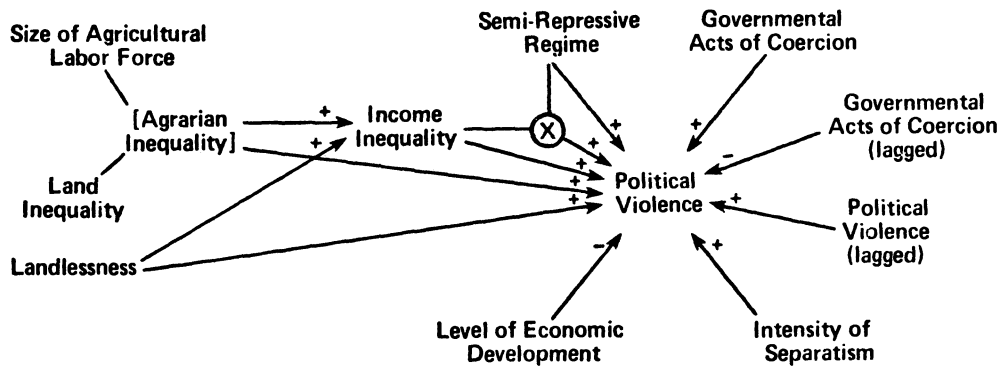 Size of Agricultural
Labor Force
[Agrarian
Inequality]
Land
Inequality
Landlessness
+
+
+
+
Income
Inequality
Semi-Repressive
Regime
X
+
+
+
Governmental
Acts of Coercion
+
Governmental
Acts of Coercion
(lagged)
–
Political
Violence
Political
Violence
(lagged)
+
–
Level of Economic
Development
+
Intensity of
Separatism